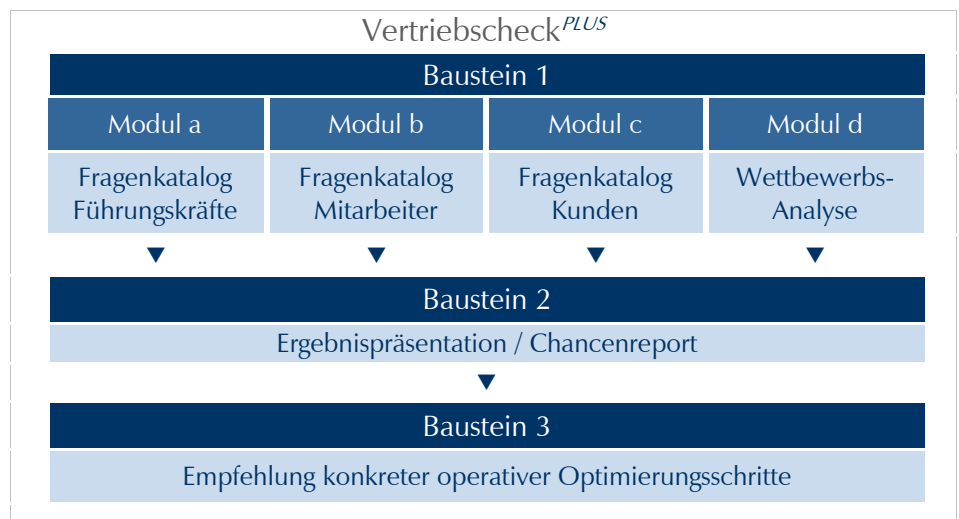 Vertriebscheck PLUS
Baustein 1
Modul a
Modul b
Modul c
Modul d
Fragenkatalog
Führungskräfte
Fragenkatalog
Mitarbeiter
Fragenkatalog
Kunden
Wettbewerbs-
Analyse
Baustein 2
Ergebnispräsentation / Chancenreport
Baustein 3
Empfehlung konkreter operativer Optimierungsschritte